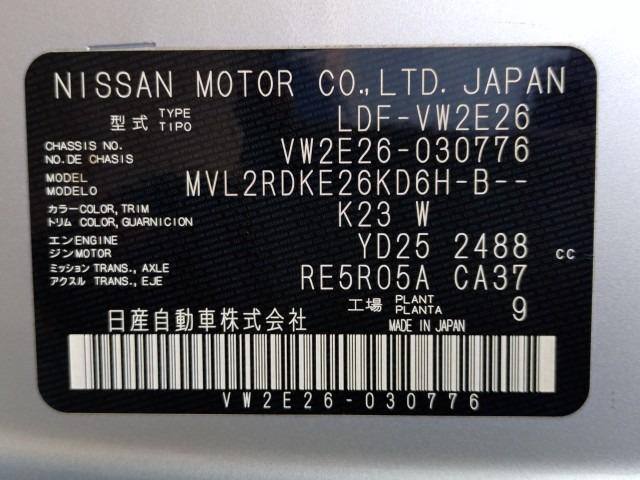 NISSAN MOTOR CO.,LTD. JAPAN
型式 TYPE TIPO LDF-VW2E26
CHASSIS NO. NO.DE CHASIS VW2E26-030776
MODEL MODELO MVL2RDKE26KD6H-B--
カラー COLOR, TRIM トリム COLOR, GUARNICION K23 W
エンジン ENGINE MOTOR YD25 2488 cc
ミッション TRANS., AXLE アクスル TRANS., EJE RE5R05A CA37
工場 PLANT PLANTA 9
日産自動車株式会社 MADE IN JAPAN
VW2E26-030776